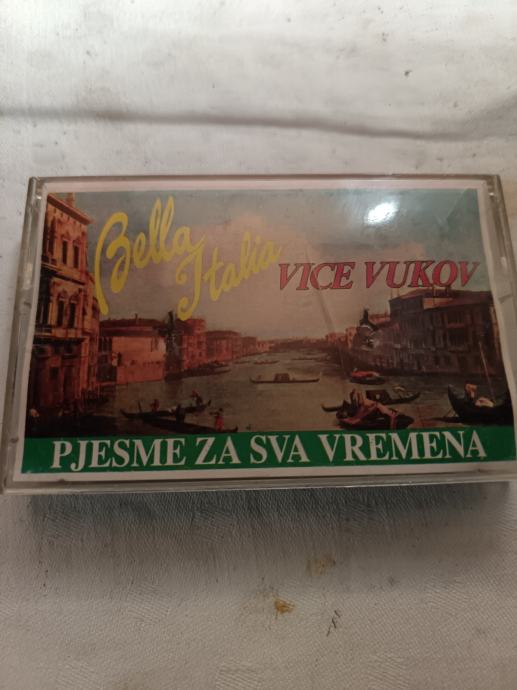 Bella
Italia
VICE VUKOV
PJESME ZA SVA VREMENA